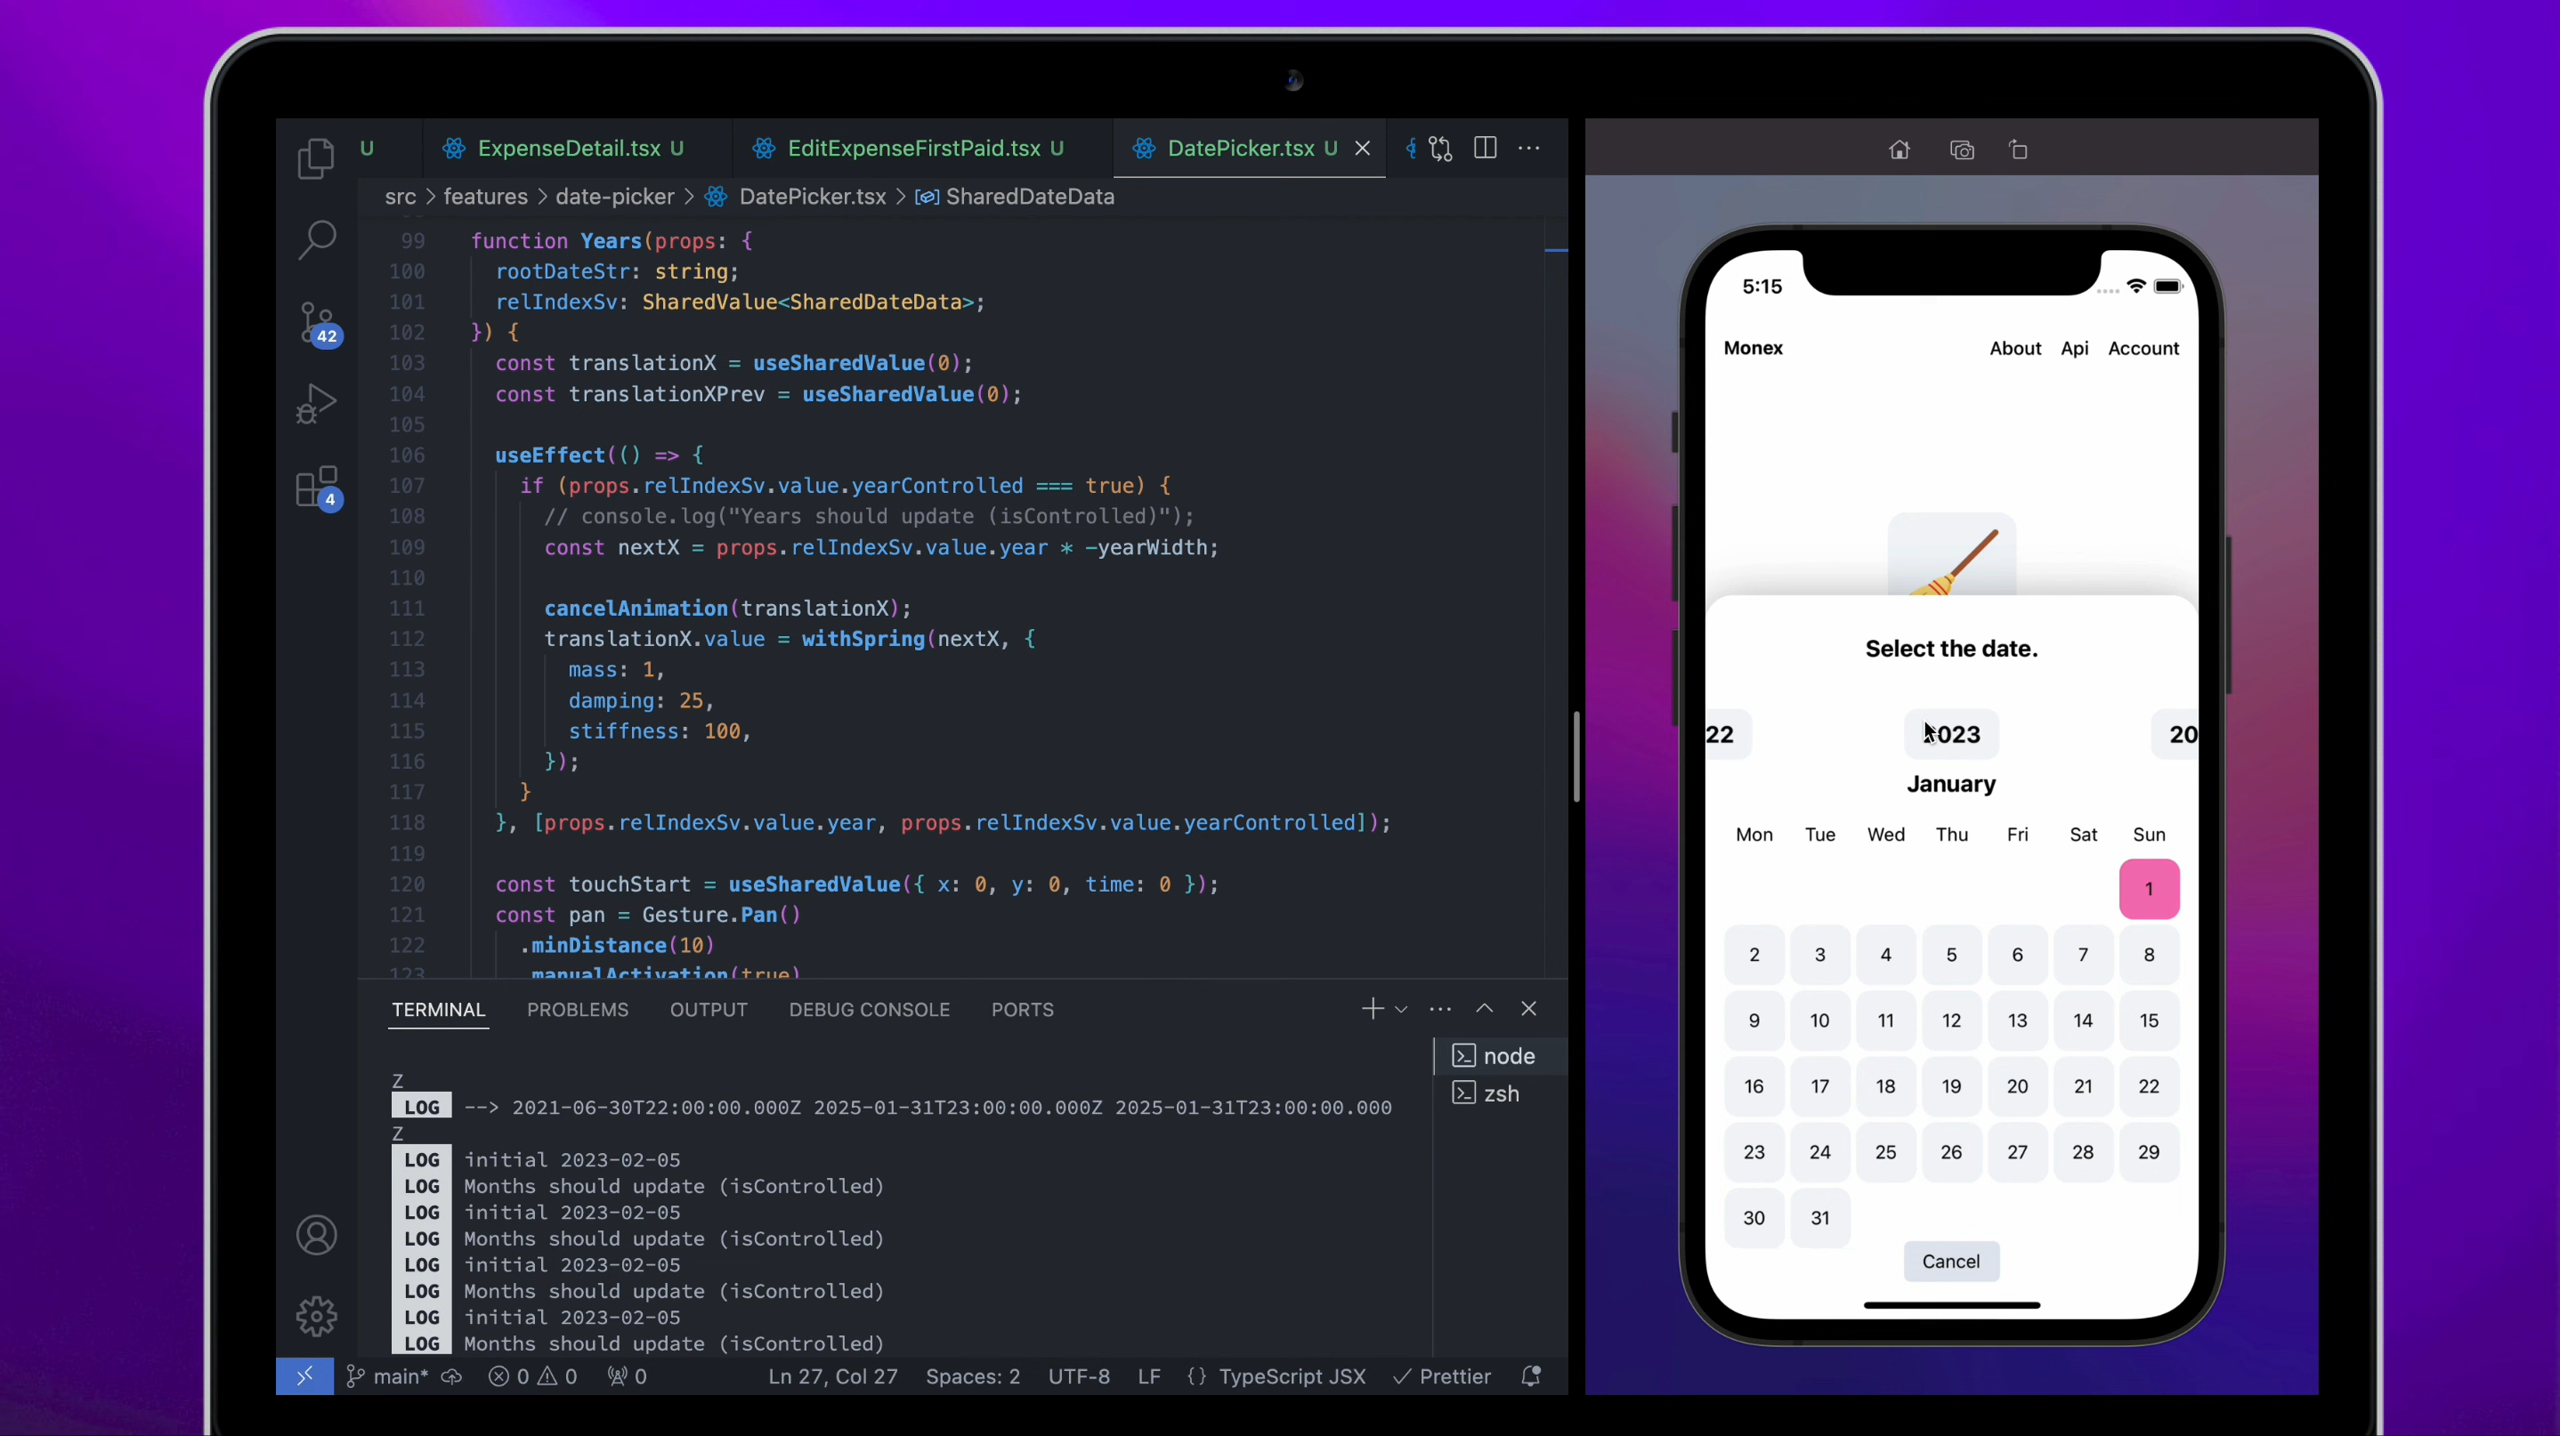 U
ExpenseDetail.tsx U
EditExpenseFirstPaid.tsx U
DatePicker.tsx U
src > features > date-picker > DatePicker.tsx > SharedDateData
99 function Years(props: {
100 rootDateStr: string;
101 relIndexSv: SharedValue<SharedDateData>;
102 }) {
103 const translationX = useSharedValue(0);
104 const translationXPrev = useSharedValue(0);
105
106 useEffect(() => {
107 if (props.relIndexSv.value.yearControlled === true) {
108 // console.log("Years should update (isControlled)");
109 const nextX = props.relIndexSv.value.year * -yearWidth;
110
111 cancelAnimation(translationX);
112 translationX.value = withSpring(nextX, {
113 mass: 1,
114 damping: 25,
115 stiffness: 100,
116 });
117 }
118 }, [props.relIndexSv.value.year, props.relIndexSv.value.yearControlled]);
119
120 const touchStart = useSharedValue({ x: 0, y: 0, time: 0 });
121 const pan = Gesture.Pan()
122 .minDistance(10)
123 manualActivation(true)
42
4
TERMINAL PROBLEMS OUTPUT DEBUG CONSOLE PORTS
Z
LOG --> 2021-06-30T22:00:00.000Z 2025-01-31T23:00:00.000Z 2025-01-31T23:00:00.000
Z
LOG initial 2023-02-05
LOG Months should update (isControlled)
LOG initial 2023-02-05
LOG Months should update (isControlled)
LOG initial 2023-02-05
LOG Months should update (isControlled)
LOG initial 2023-02-05
LOG Months should update (isControlled)
node
zsh
main* 0 0 0 Ln 27, Col 27 Spaces: 2 UTF-8 LF {} TypeScript JSX Prettier
5:15
Monex About Api Account
Select the date.
22 2023 20
January
Mon Tue Wed Thu Fri Sat Sun
1
2 3 4 5 6 7 8
9 10 11 12 13 14 15
16 17 18 19 20 21 22
23 24 25 26 27 28 29
30 31
Cancel